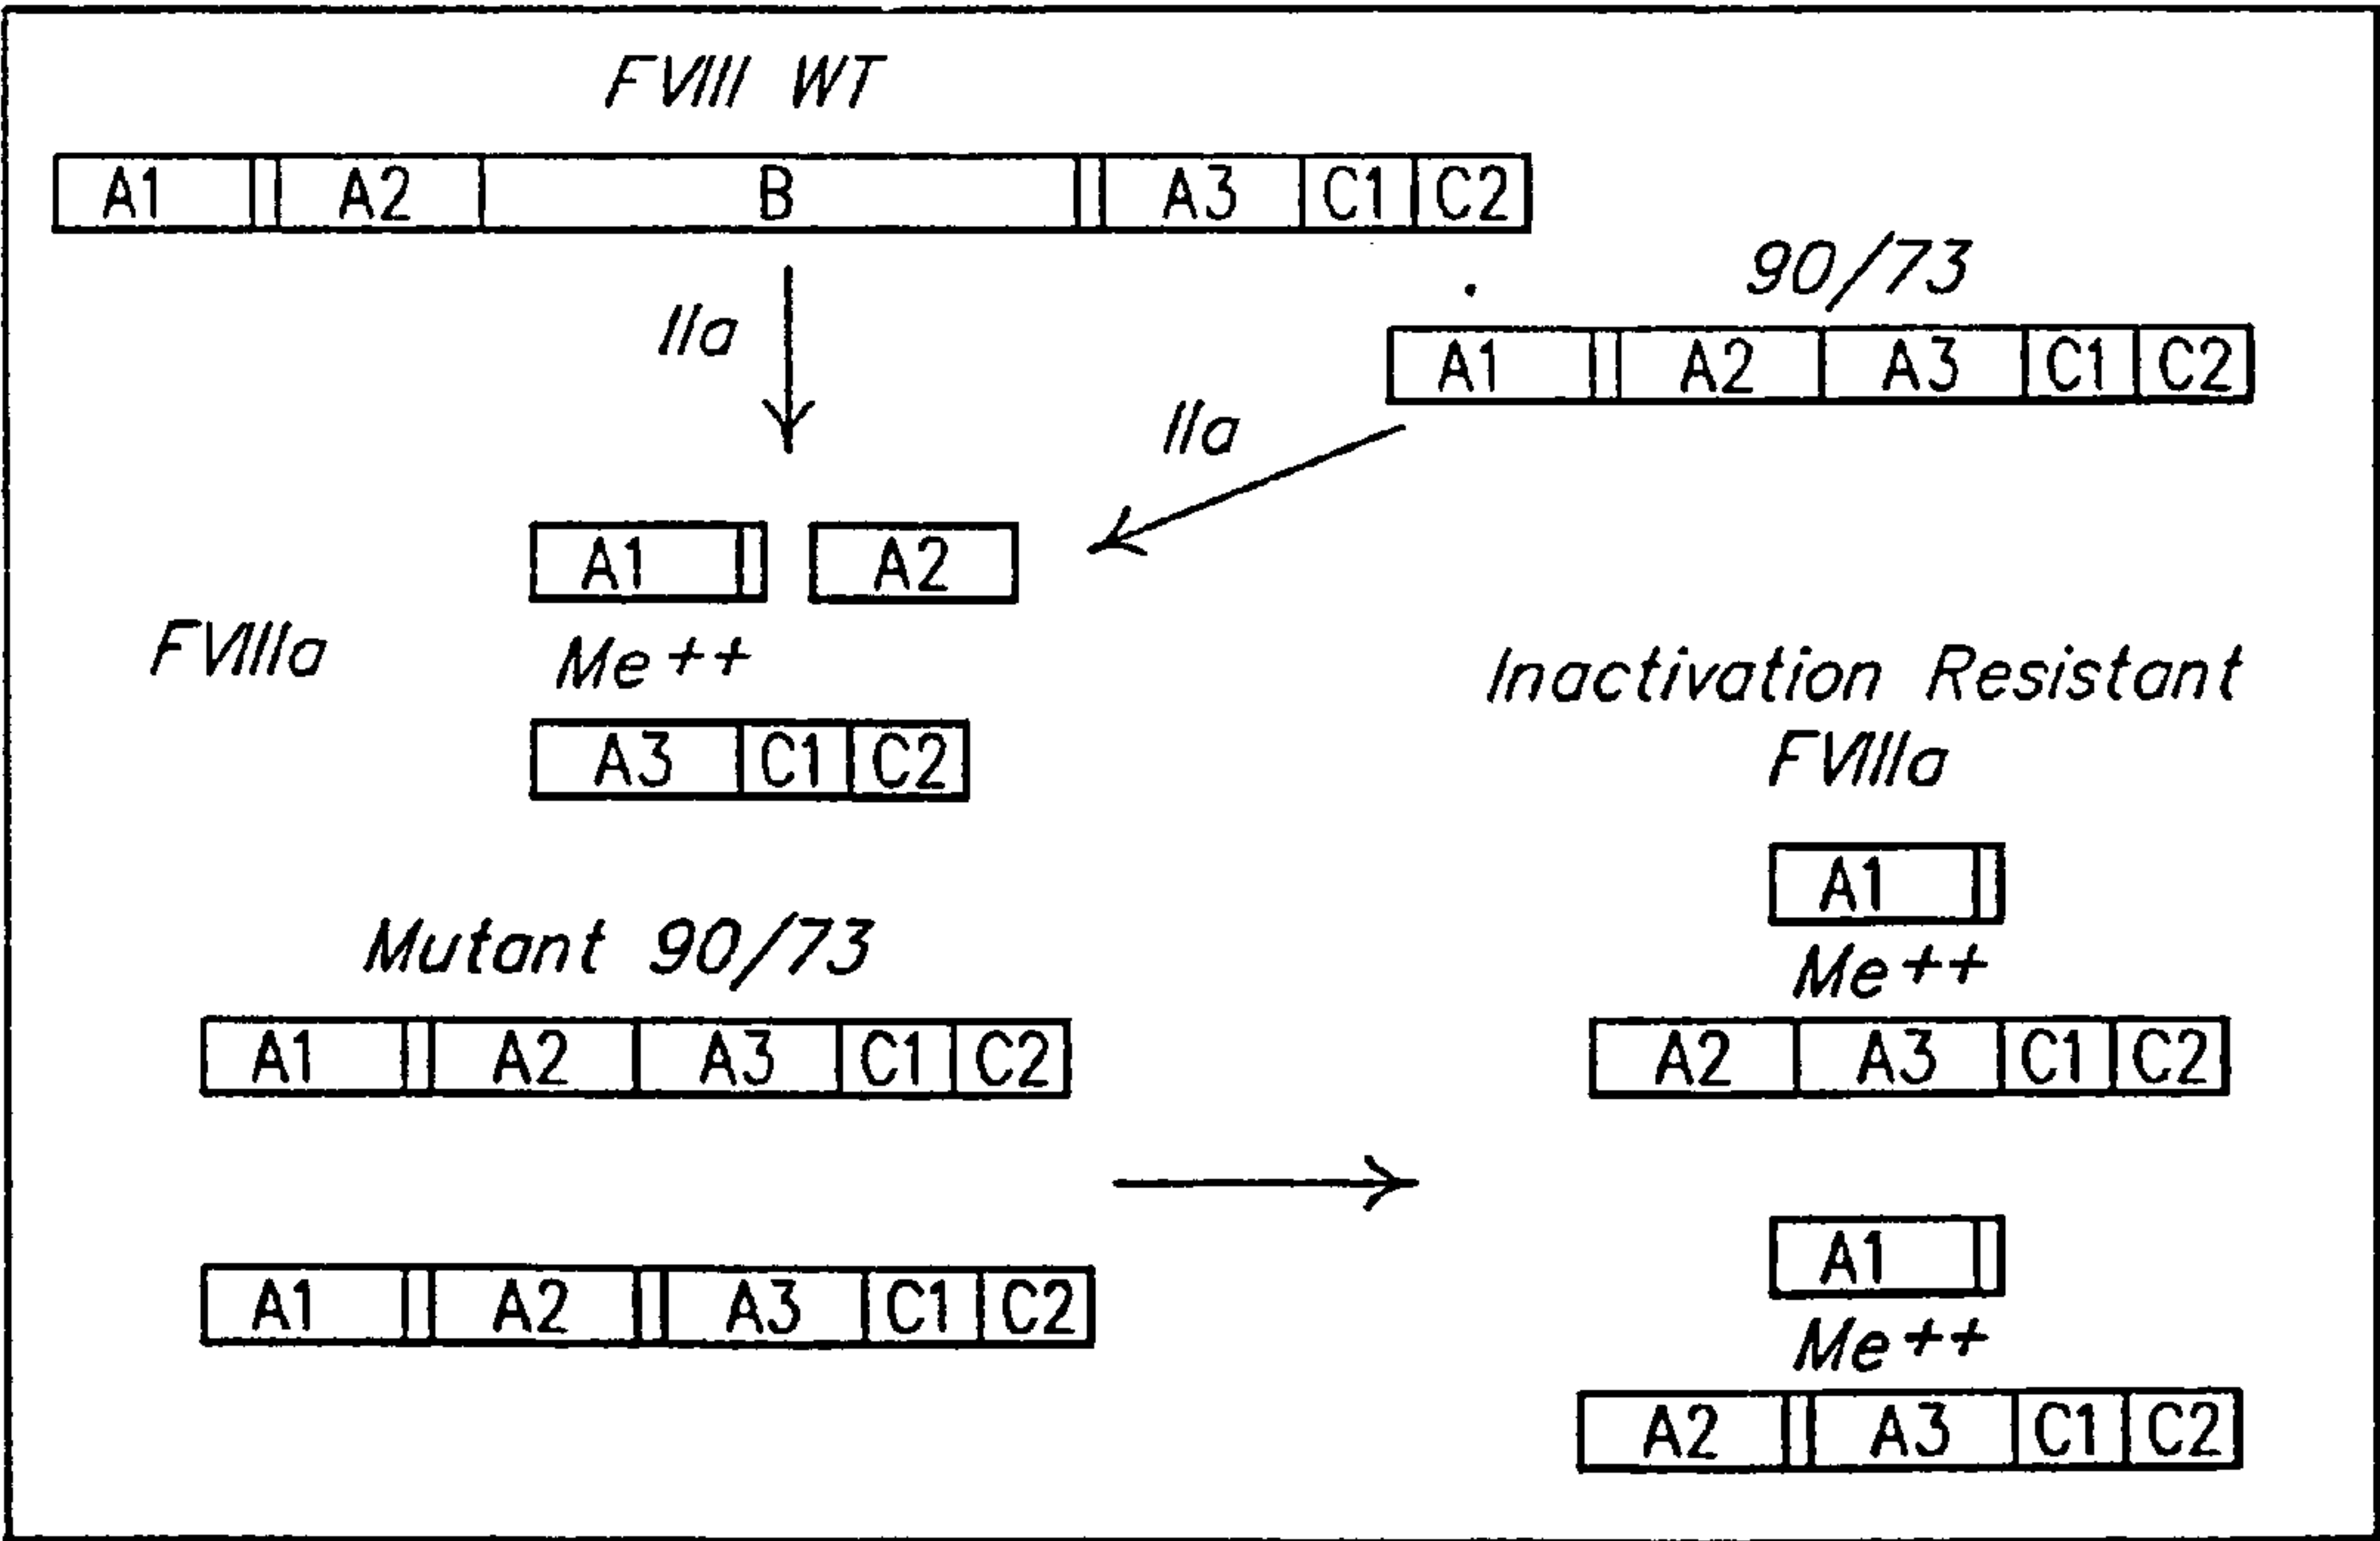 FVIII WT
A1 A2 B A3 C1 C2
90/73
A1 A2 A3 C1 C2
IIa
IIa
A1 A2
FVIIIa
Me++
A3 C1 C2
Inactivation Resistant
FVIIIa
A1
Me++
A2 A3 C1 C2
Mutant 90/73
A1 A2 A3 C1 C2
A1 A2 A3 C1 C2
A1
Me++
A2 A3 C1 C2